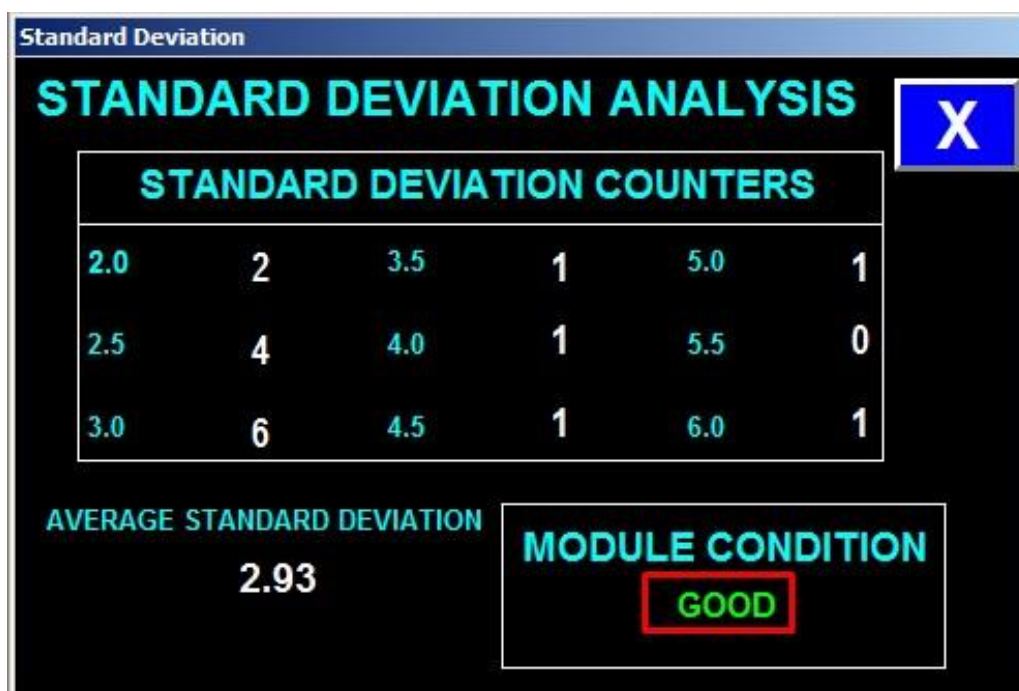 Standard Deviation
STANDARD DEVIATION ANALYSIS
X
STANDARD DEVIATION COUNTERS
2.0 2 3.5 1 5.0 1
2.5 4 4.0 1 5.5 0
3.0 6 4.5 1 6.0 1
AVERAGE STANDARD DEVIATION
2.93
MODULE CONDITION
GOOD